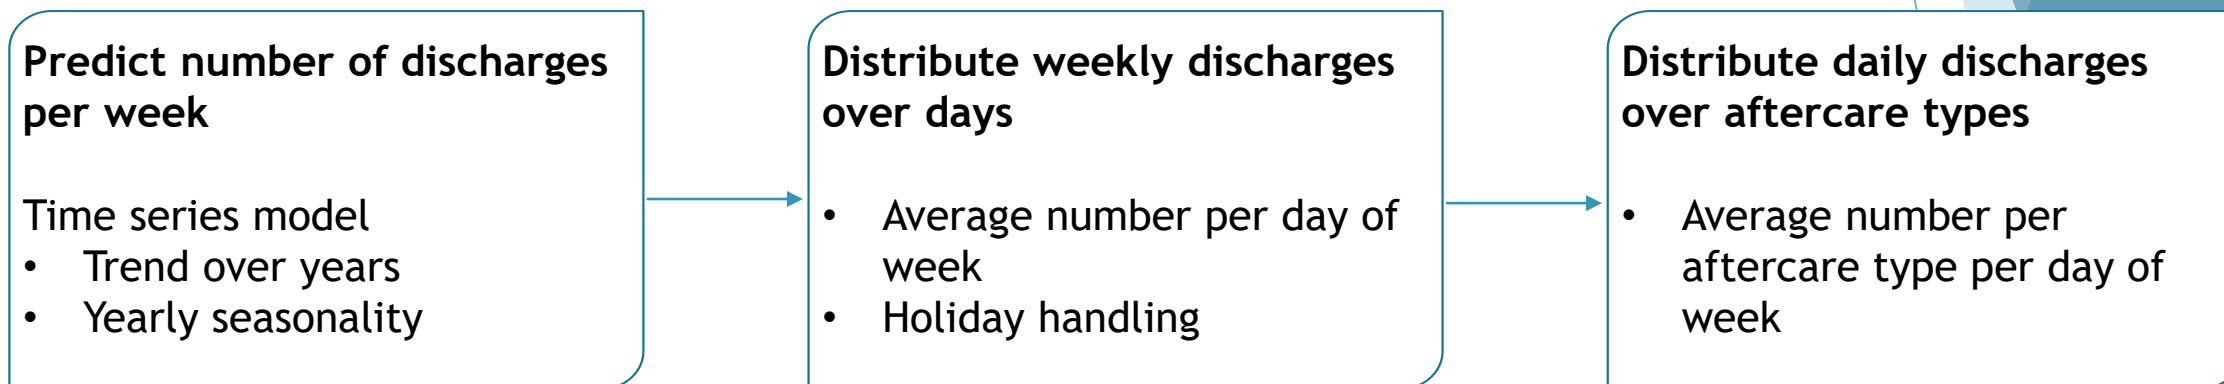 Predict number of discharges
per week
Time series model
• Trend over years
• Yearly seasonality
Distribute weekly discharges
over days
• Average number per day of
week
• Holiday handling
Distribute daily discharges
over aftercare types
• Average number per
aftercare type per day of
week